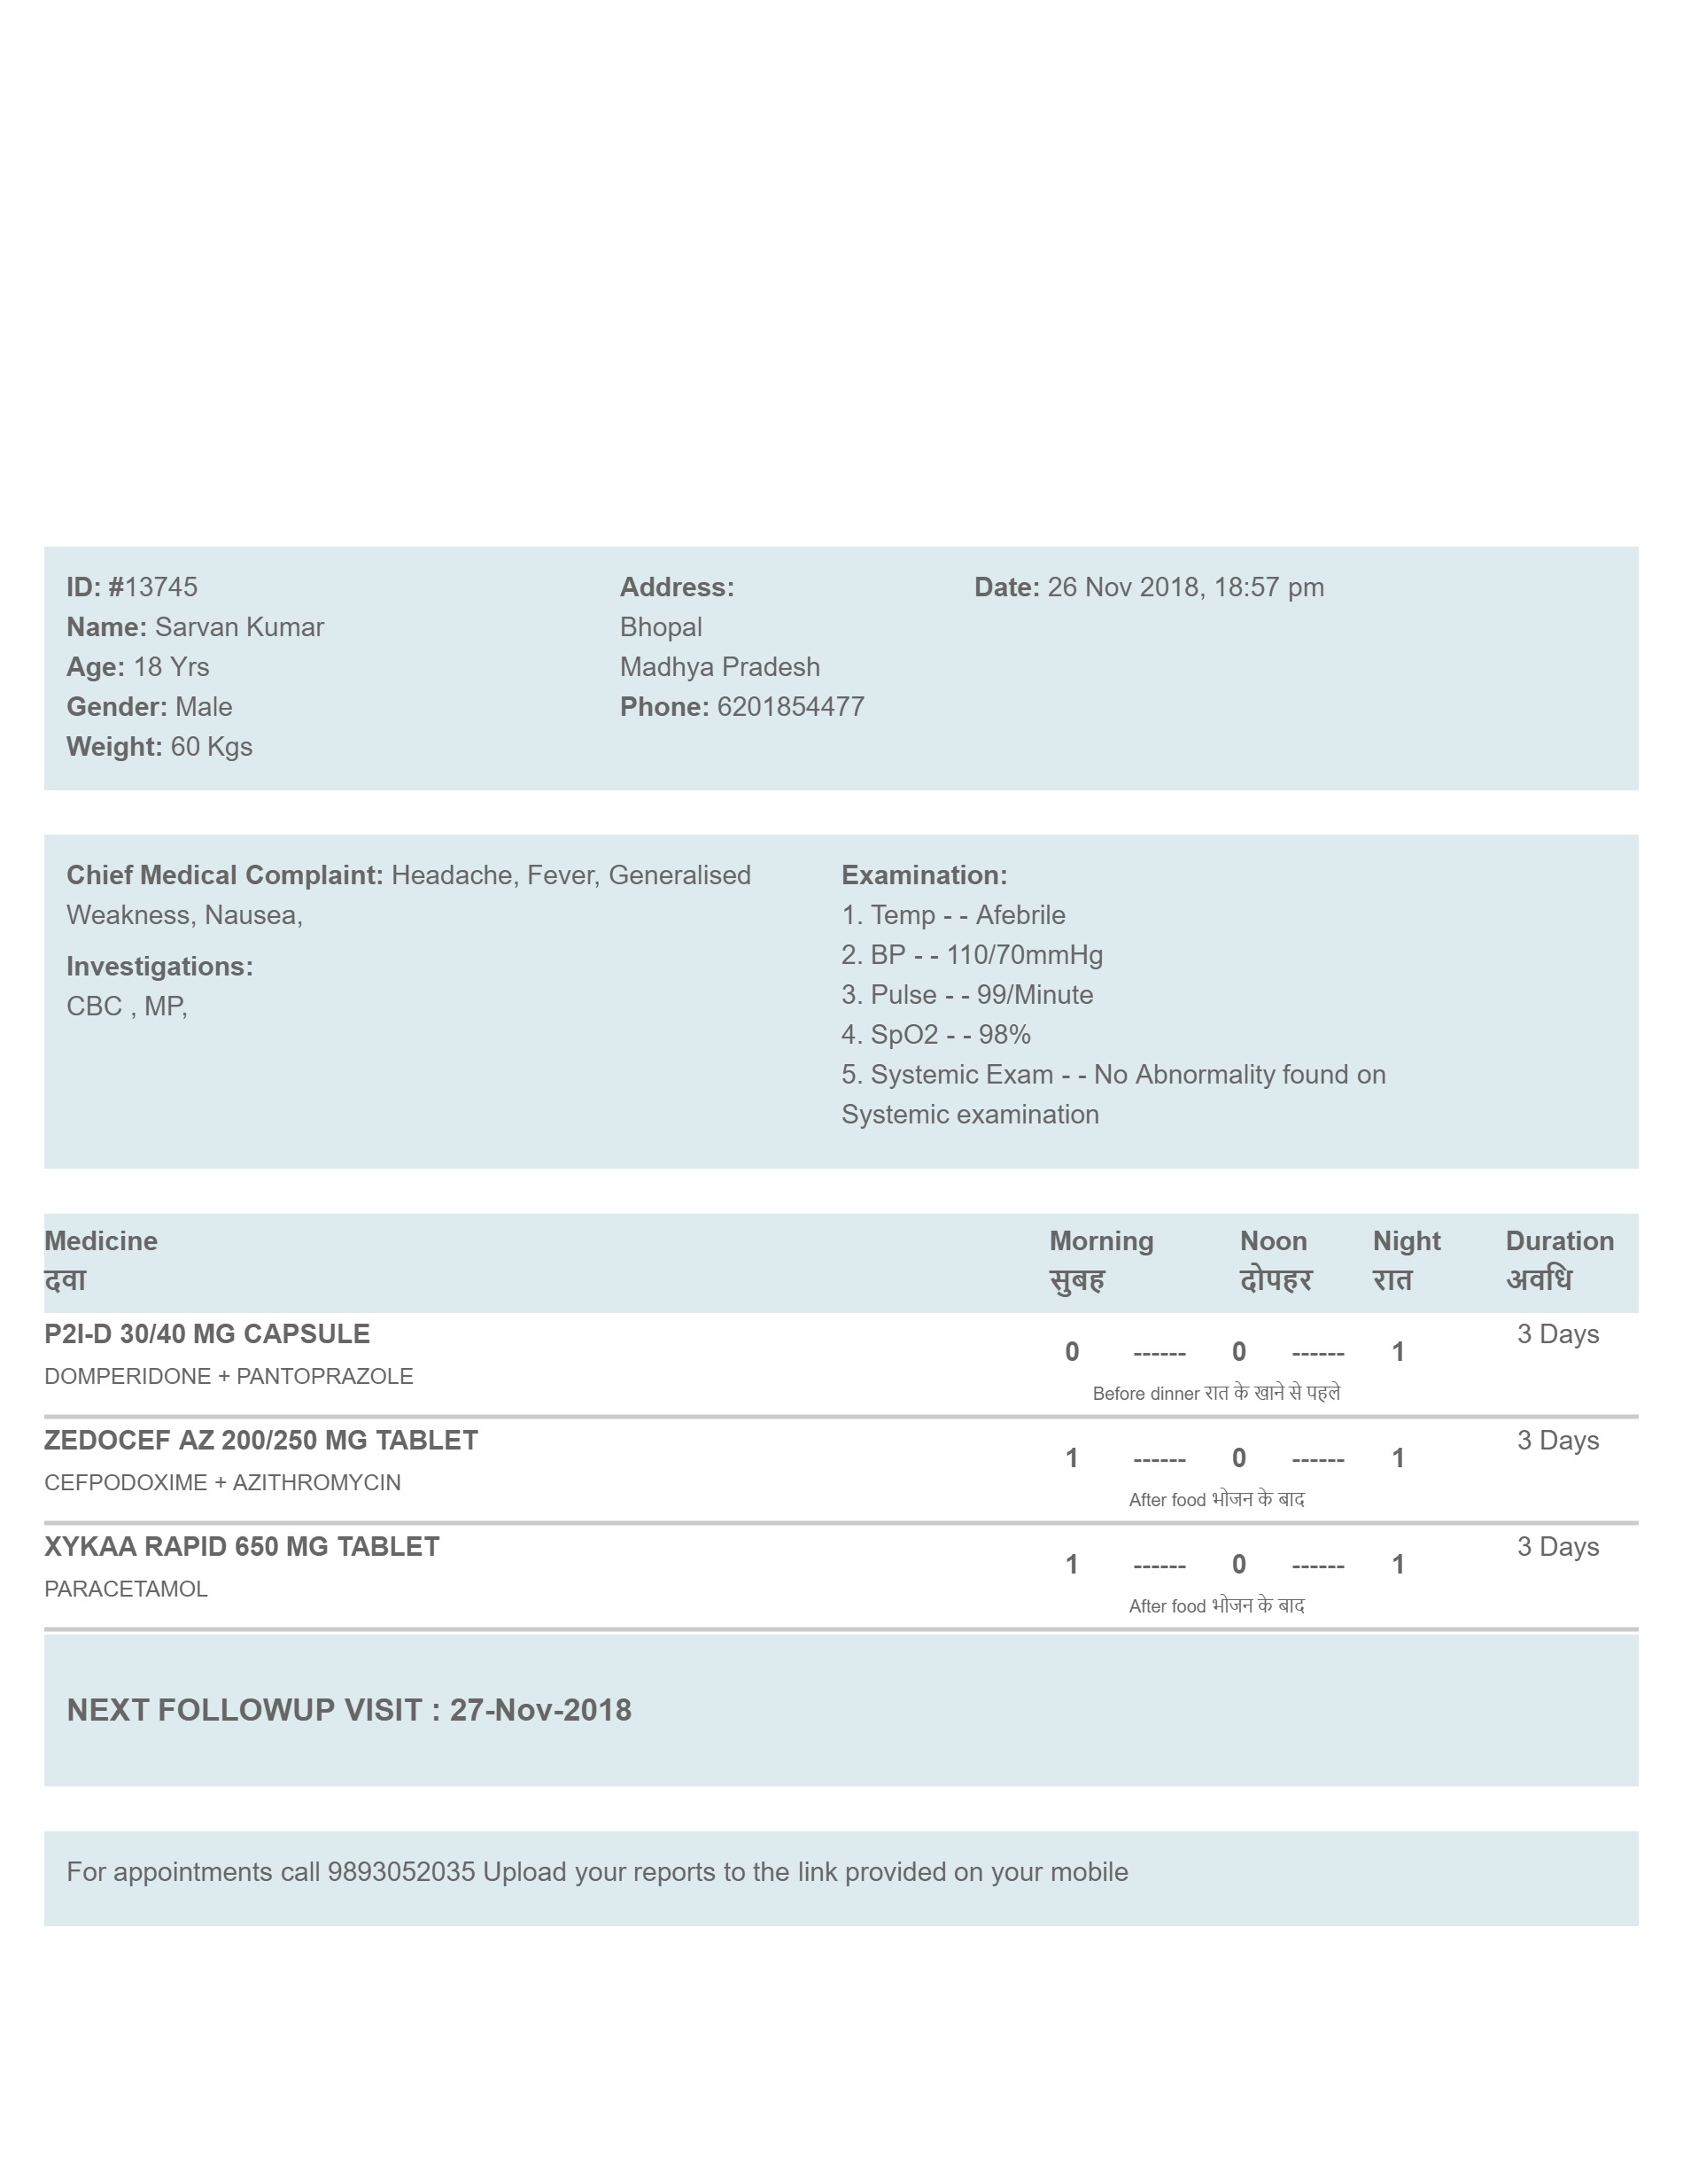 ID: #13745
Name: Sarvan Kumar
Age: 18 Yrs
Gender: Male
Weight: 60 Kgs
Address:
Bhopal
Madhya Pradesh
Phone: 6201854477
Date: 26 Nov 2018, 18:57 pm
Chief Medical Complaint: Headache, Fever, Generalised
Weakness, Nausea,
Investigations:
CBC , MP,
Examination:
1. Temp - - Afebrile
2. BP - - 110/70mmHg
3. Pulse - - 99/Minute
4. SpO2 - - 98%
5. Systemic Exam - - No Abnormality found on
Systemic examination
Medicine Morning Noon Night Duration
दवा सुबह दोपहर रात अवधि
P2I-D 30/40 MG CAPSULE 3 Days
0 ------ 0 ------ 1
DOMPERIDONE + PANTOPRAZOLE
Before dinner रात के खाने से पहले
ZEDOCEF AZ 200/250 MG TABLET 3 Days
1 ------ 0 ------ 1
CEFPODOXIME + AZITHROMYCIN
After food भोजन के बाद
XYKAA RAPID 650 MG TABLET 3 Days
1 ------ 0 ------ 1
PARACETAMOL
After food भोजन के बाद
NEXT FOLLOWUP VISIT : 27-Nov-2018
For appointments call 9893052035 Upload your reports to the link provided on your mobile